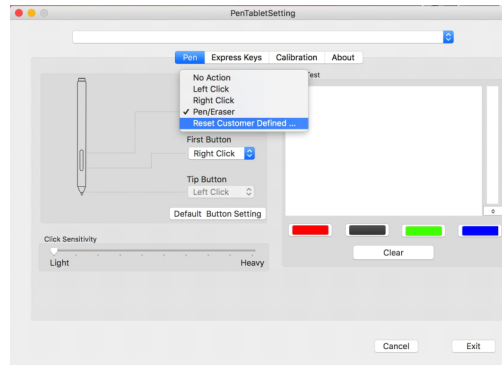 PenTabletSetting
Pen Express Keys Calibration About
No Action
Left Click
Right Click
✓ Pen/Eraser
Reset Customer Defined ...
First Button
Right Click
Tip Button
Left Click
Default Button Setting
Click Sensitivity
Light Heavy
0
Clear
Cancel Exit